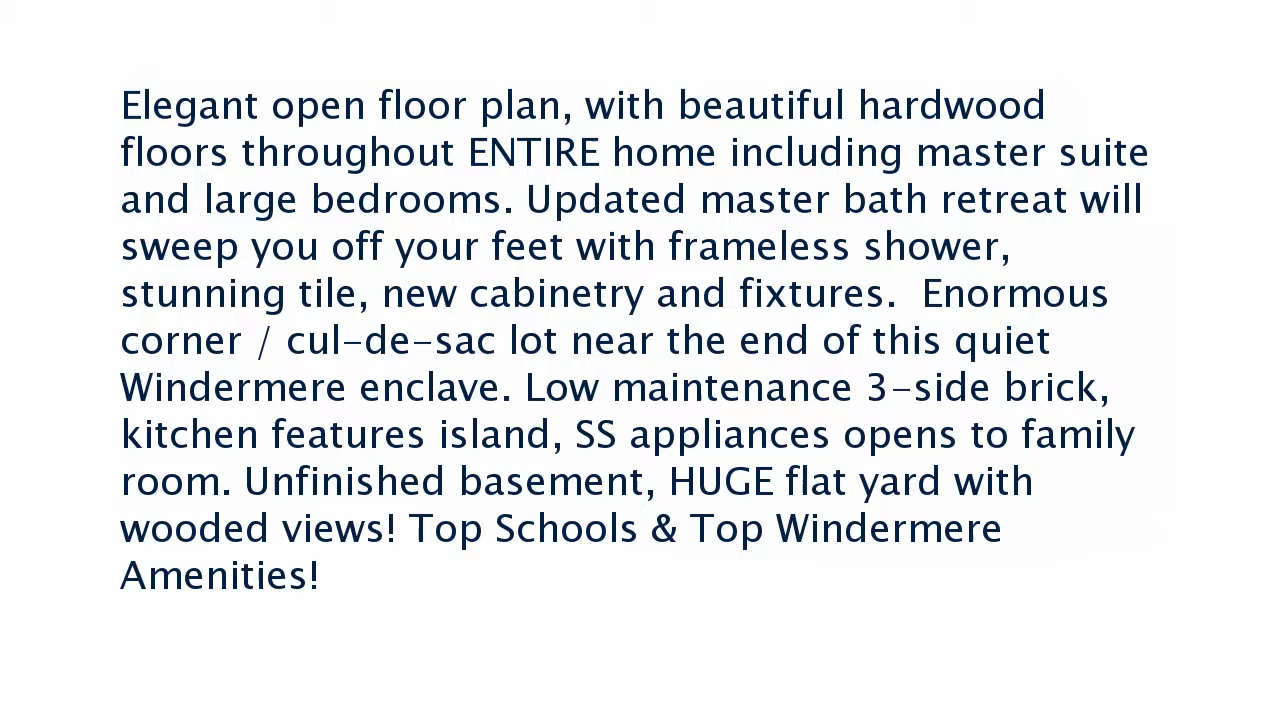 Elegant open floor plan, with beautiful hardwood
floors throughout ENTIRE home including master suite
and large bedrooms. Updated master bath retreat will
sweep you off your feet with frameless shower,
stunning tile, new cabinetry and fixtures.  Enormous
corner / cul-de-sac lot near the end of this quiet
Windermere enclave. Low maintenance 3-side brick,
kitchen features island, SS appliances opens to family
room. Unfinished basement, HUGE flat yard with
wooded views! Top Schools & Top Windermere
Amenities!